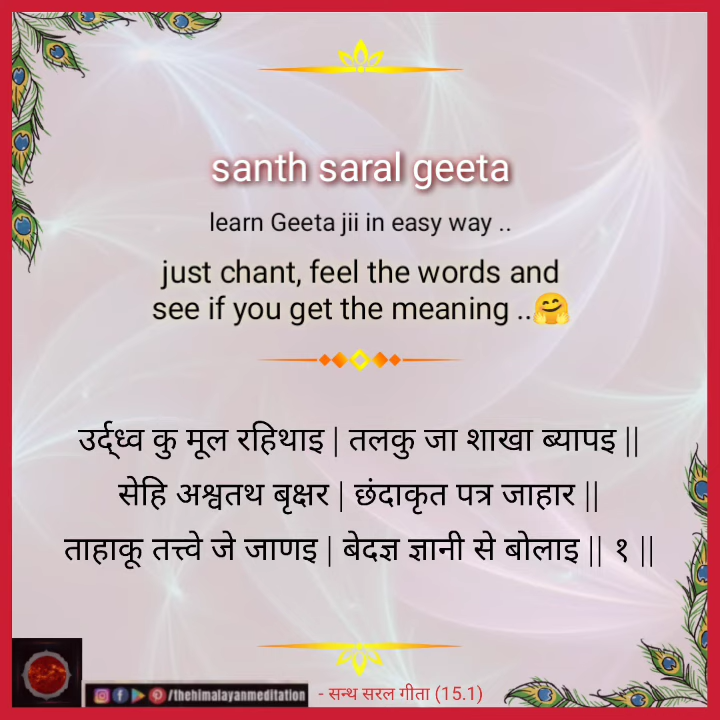 santh saral geeta
learn Geeta jii in easy way ..
just chant, feel the words and
see if you get the meaning ..🤗
उर्द्ध्व कु मूल रहिथाइ | तलकु जा शाखा ब्यापइ ||
सेहि अश्वतथ बृक्षर | छंदाकृत पत्र जाहार ||
ताहाकू तत्त्वे जे जाणइ | बेदज्ञ ज्ञानी से बोलाइ || १ ||
/thehimalayanmeditation - सन्थ सरल गीता (15.1)